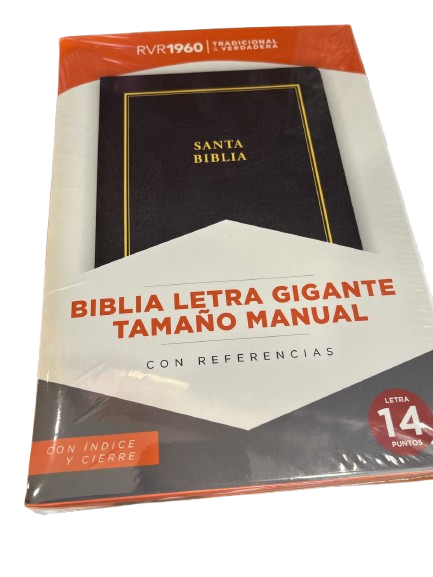 RVR1960 TRADICIONAL
& VERDADERA
SANTA
BIBLIA
BIBLIA LETRA GIGANTE
TAMAÑO MANUAL
CON REFERENCIAS
LETRA
14
PUNTOS
CON ÍNDICE
Y CIERRE